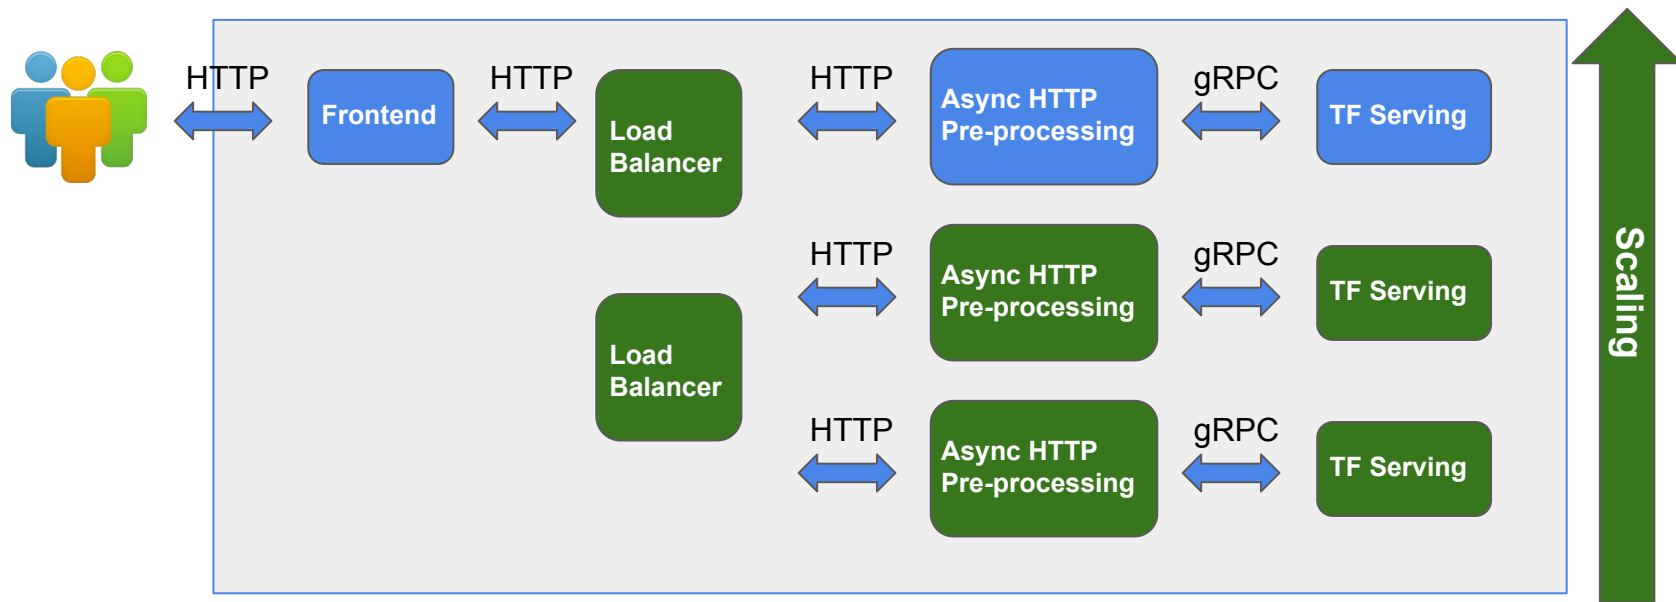 HTTP
Frontend
HTTP
Load
Balancer
HTTP
Async HTTP
Pre-processing
gRPC
TF Serving
Load
Balancer
HTTP
Async HTTP
Pre-processing
gRPC
TF Serving
HTTP
Async HTTP
Pre-processing
gRPC
TF Serving
Scaling